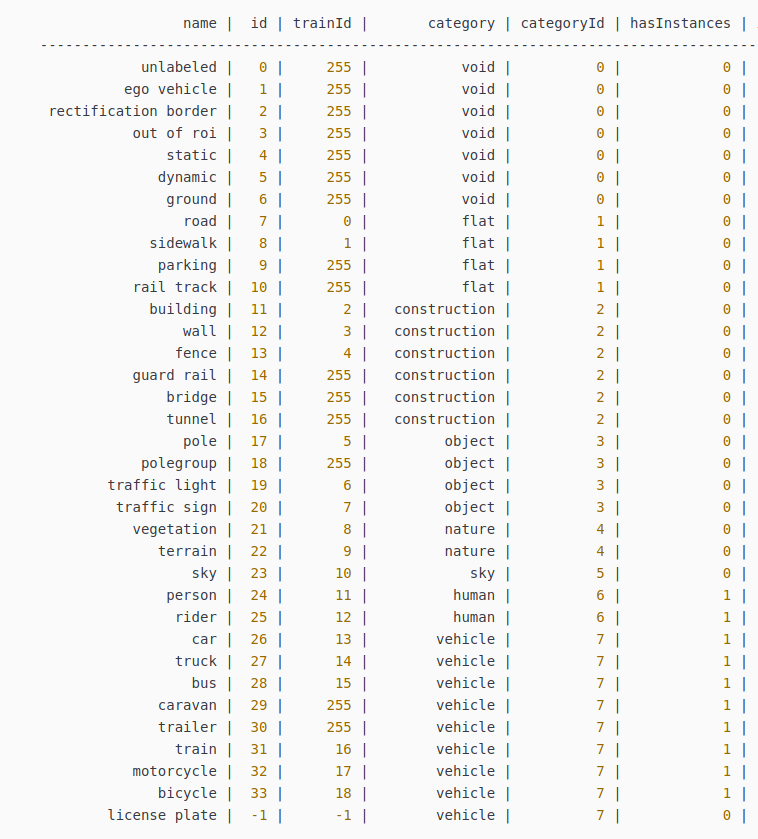 name | id | trainId | category | categoryId | hasInstances |
--------------------------------------------------------------------------------------
unlabeled | 0 | 255 | void | 0 | 0 |
ego vehicle | 1 | 255 | void | 0 | 0 |
rectification border | 2 | 255 | void | 0 | 0 |
out of roi | 3 | 255 | void | 0 | 0 |
static | 4 | 255 | void | 0 | 0 |
dynamic | 5 | 255 | void | 0 | 0 |
ground | 6 | 255 | void | 0 | 0 |
road | 7 | 0 | flat | 1 | 0 |
sidewalk | 8 | 1 | flat | 1 | 0 |
parking | 9 | 255 | flat | 1 | 0 |
rail track | 10 | 255 | flat | 1 | 0 |
building | 11 | 2 | construction | 2 | 0 |
wall | 12 | 3 | construction | 2 | 0 |
fence | 13 | 4 | construction | 2 | 0 |
guard rail | 14 | 255 | construction | 2 | 0 |
bridge | 15 | 255 | construction | 2 | 0 |
tunnel | 16 | 255 | construction | 2 | 0 |
pole | 17 | 5 | object | 3 | 0 |
polegroup | 18 | 255 | object | 3 | 0 |
traffic light | 19 | 6 | object | 3 | 0 |
traffic sign | 20 | 7 | object | 3 | 0 |
vegetation | 21 | 8 | nature | 4 | 0 |
terrain | 22 | 9 | nature | 4 | 0 |
sky | 23 | 10 | sky | 5 | 0 |
person | 24 | 11 | human | 6 | 1 |
rider | 25 | 12 | human | 6 | 1 |
car | 26 | 13 | vehicle | 7 | 1 |
truck | 27 | 14 | vehicle | 7 | 1 |
bus | 28 | 15 | vehicle | 7 | 1 |
caravan | 29 | 255 | vehicle | 7 | 1 |
trailer | 30 | 255 | vehicle | 7 | 1 |
train | 31 | 16 | vehicle | 7 | 1 |
motorcycle | 32 | 17 | vehicle | 7 | 1 |
bicycle | 33 | 18 | vehicle | 7 | 1 |
license plate | -1 | -1 | vehicle | 7 | 0 |